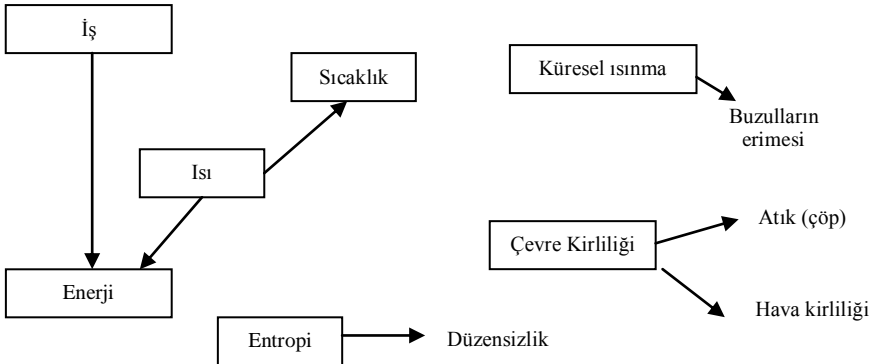 İş
Sıcaklık
Küresel ısınma
Buzulların
erimesi
Isı
Atık (çöp)
Çevre Kirliliği
Enerji
Hava kirliliği
Entropi
Düzensizlik